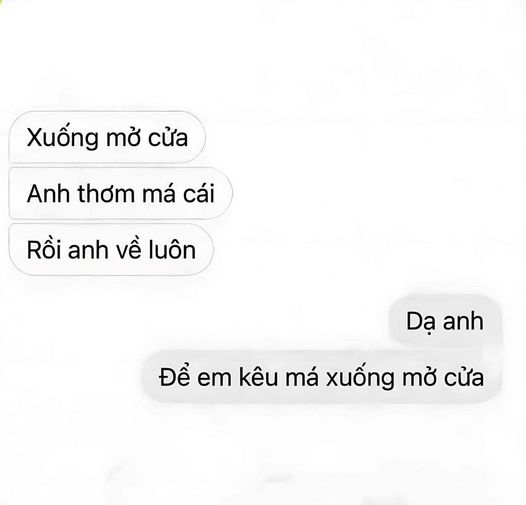 Xuống mở cửa
Anh thơm má cái
Rồi anh về luôn
Dạ anh
Để em kêu má xuống mở cửa